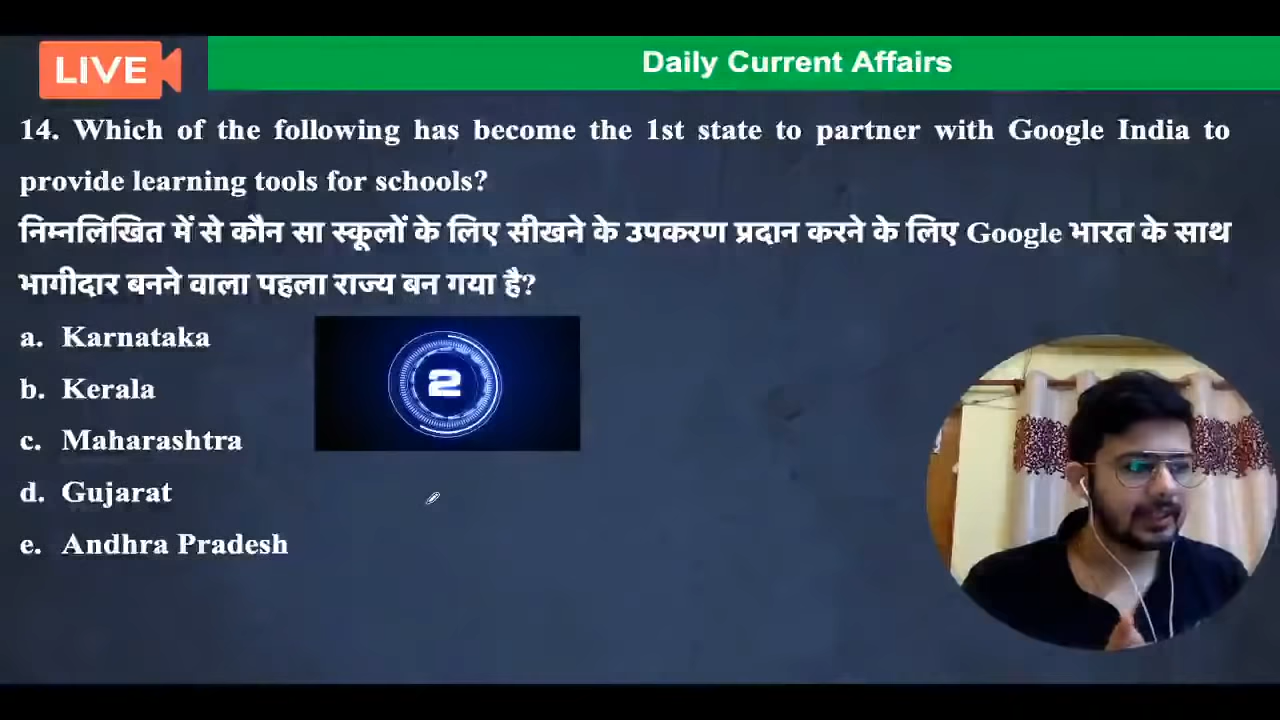 LIVE
Daily Current Affairs
14. Which of the following has become the 1st state to partner with Google India to
provide learning tools for schools?
निम्नलिखित में से कौन सा स्कूलों के लिए सीखने के उपकरण प्रदान करने के लिए Google भारत के साथ
भागीदार बनने वाला पहला राज्य बन गया है?
a. Karnataka
b. Kerala
c. Maharashtra
d. Gujarat
e. Andhra Pradesh
2